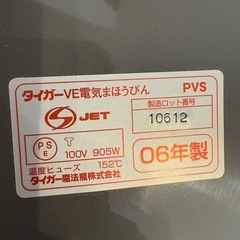 タイガーVE電気まほうびん PVS
S JET
製造ロット番号
10612
PS
E
T
100V 905W
06年製
温度ヒューズ 152℃
タイガー魔法瓶株式会社